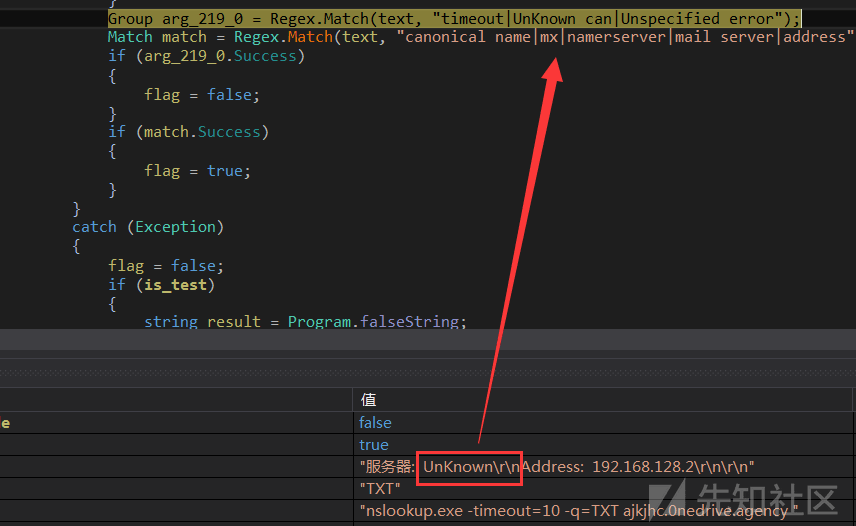 }
Group arg_219_0 = Regex.Match(text, "timeout|UnKnown can|Unspecified error");
Match match = Regex.Match(text, "canonical name|mx|namerserver|mail server|address"
if (arg_219_0.Success)
{
flag = false;
}
if (match.Success)
{
flag = true;
}
}
catch (Exception)
{
flag = false;
if (is_test)
{
string result = Program.falseString;
值
e false
true
"服务器: UnKnown\r\nAddress: 192.168.128.2\r\n\r\n"
"TXT"
"nslookup.exe -timeout=10 -q=TXT ajkjhc.0nedrive.agency "
先知社区